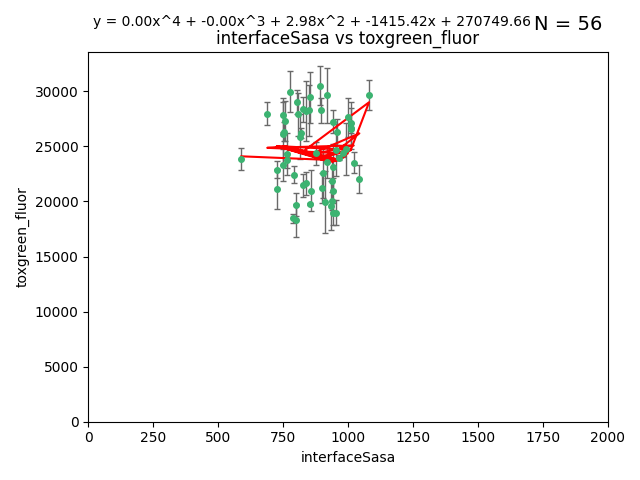 y = 0.00x^4 + -0.00x^3 + 2.98x^2 + -1415.42x + 270749.66 N = 56
interfaceSasa vs toxgreen_fluor
30000
25000
20000
15000
10000
5000
0
toxgreen_fluor
0 250 500 750 1000 1250 1500 1750 2000
interfaceSasa